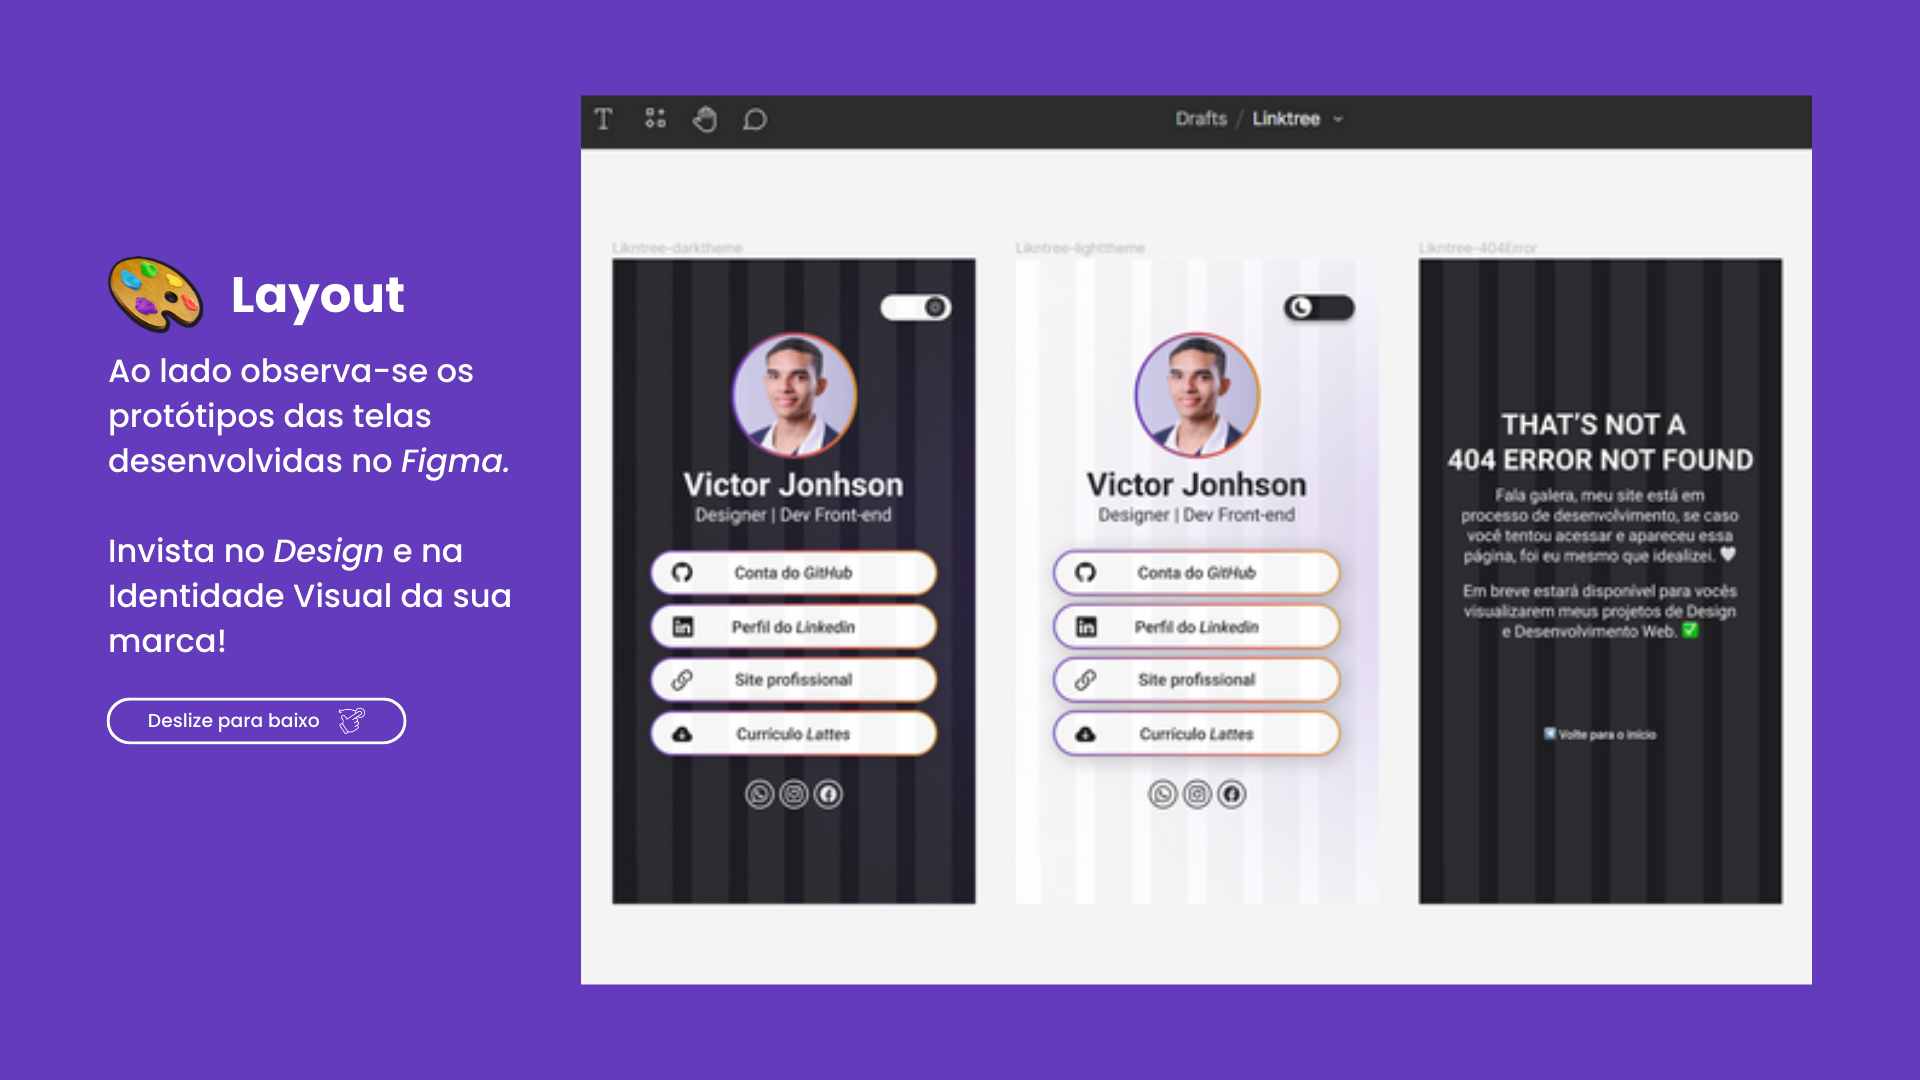 Layout
Ao lado observa-se os
protótipos das telas
desenvolvidas no Figma.
Invista no Design e na
Identidade Visual da sua
marca!
Deslize para baixo
Drafts / Linktree
Likntree-darktheme
Victor Jonhson
Designer | Dev Front-end
Conta do GitHub
Perfil do Linkedin
Site profissional
Currículo Lattes
Likntree-lighttheme
Victor Jonhson
Designer | Dev Front-end
Conta do GitHub
Perfil do Linkedin
Site profissional
Currículo Lattes
Likntree-404Error
THAT'S NOT A
404 ERROR NOT FOUND
Fala galera, meu site está em
processo de desenvolvimento, se caso
você tentou acessar e apareceu essa
página, foi eu mesmo que idealizei. 🤍
Em breve estará disponível para vocês
visualizarem meus projetos de Design
e Desenvolvimento Web. ✅
Volte para o início